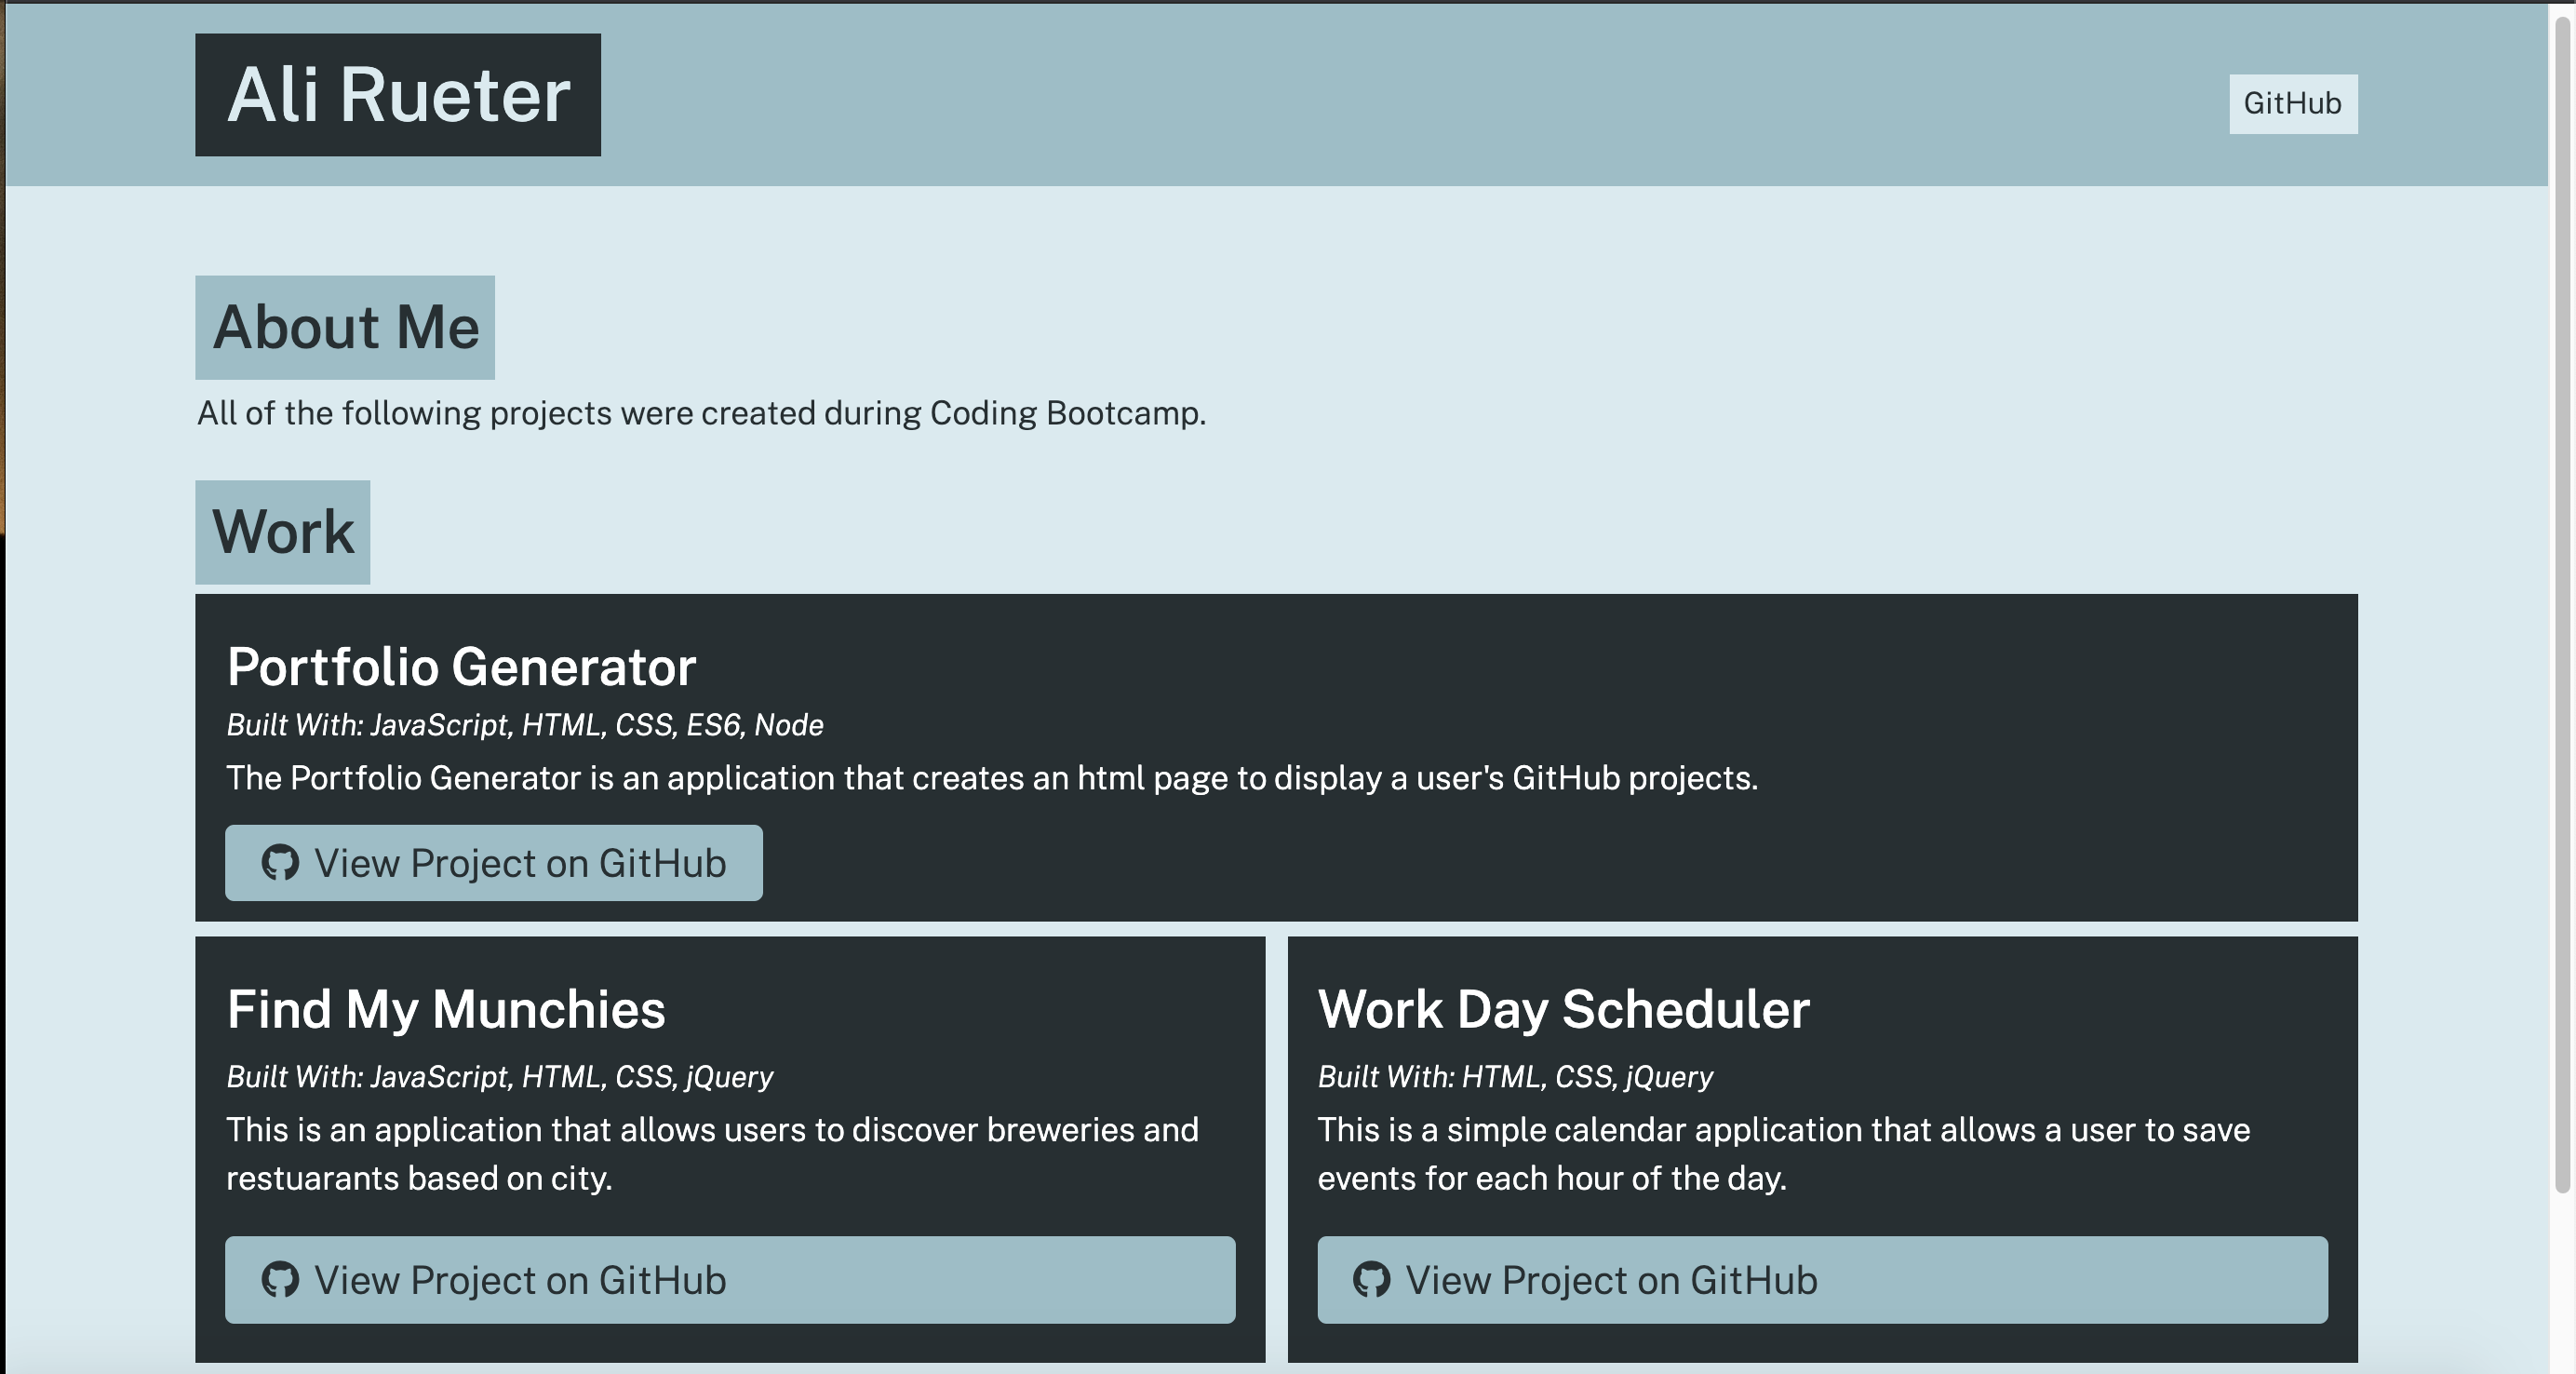 Ali Rueter
GitHub
About Me
All of the following projects were created during Coding Bootcamp.
Work
Portfolio Generator
Built With: JavaScript, HTML, CSS, ES6, Node
The Portfolio Generator is an application that creates an html page to display a user's GitHub projects.
View Project on GitHub
Find My Munchies
Built With: JavaScript, HTML, CSS, jQuery
This is an application that allows users to discover breweries and
restuarants based on city.
View Project on GitHub
Work Day Scheduler
Built With: HTML, CSS, jQuery
This is a simple calendar application that allows a user to save
events for each hour of the day.
View Project on GitHub